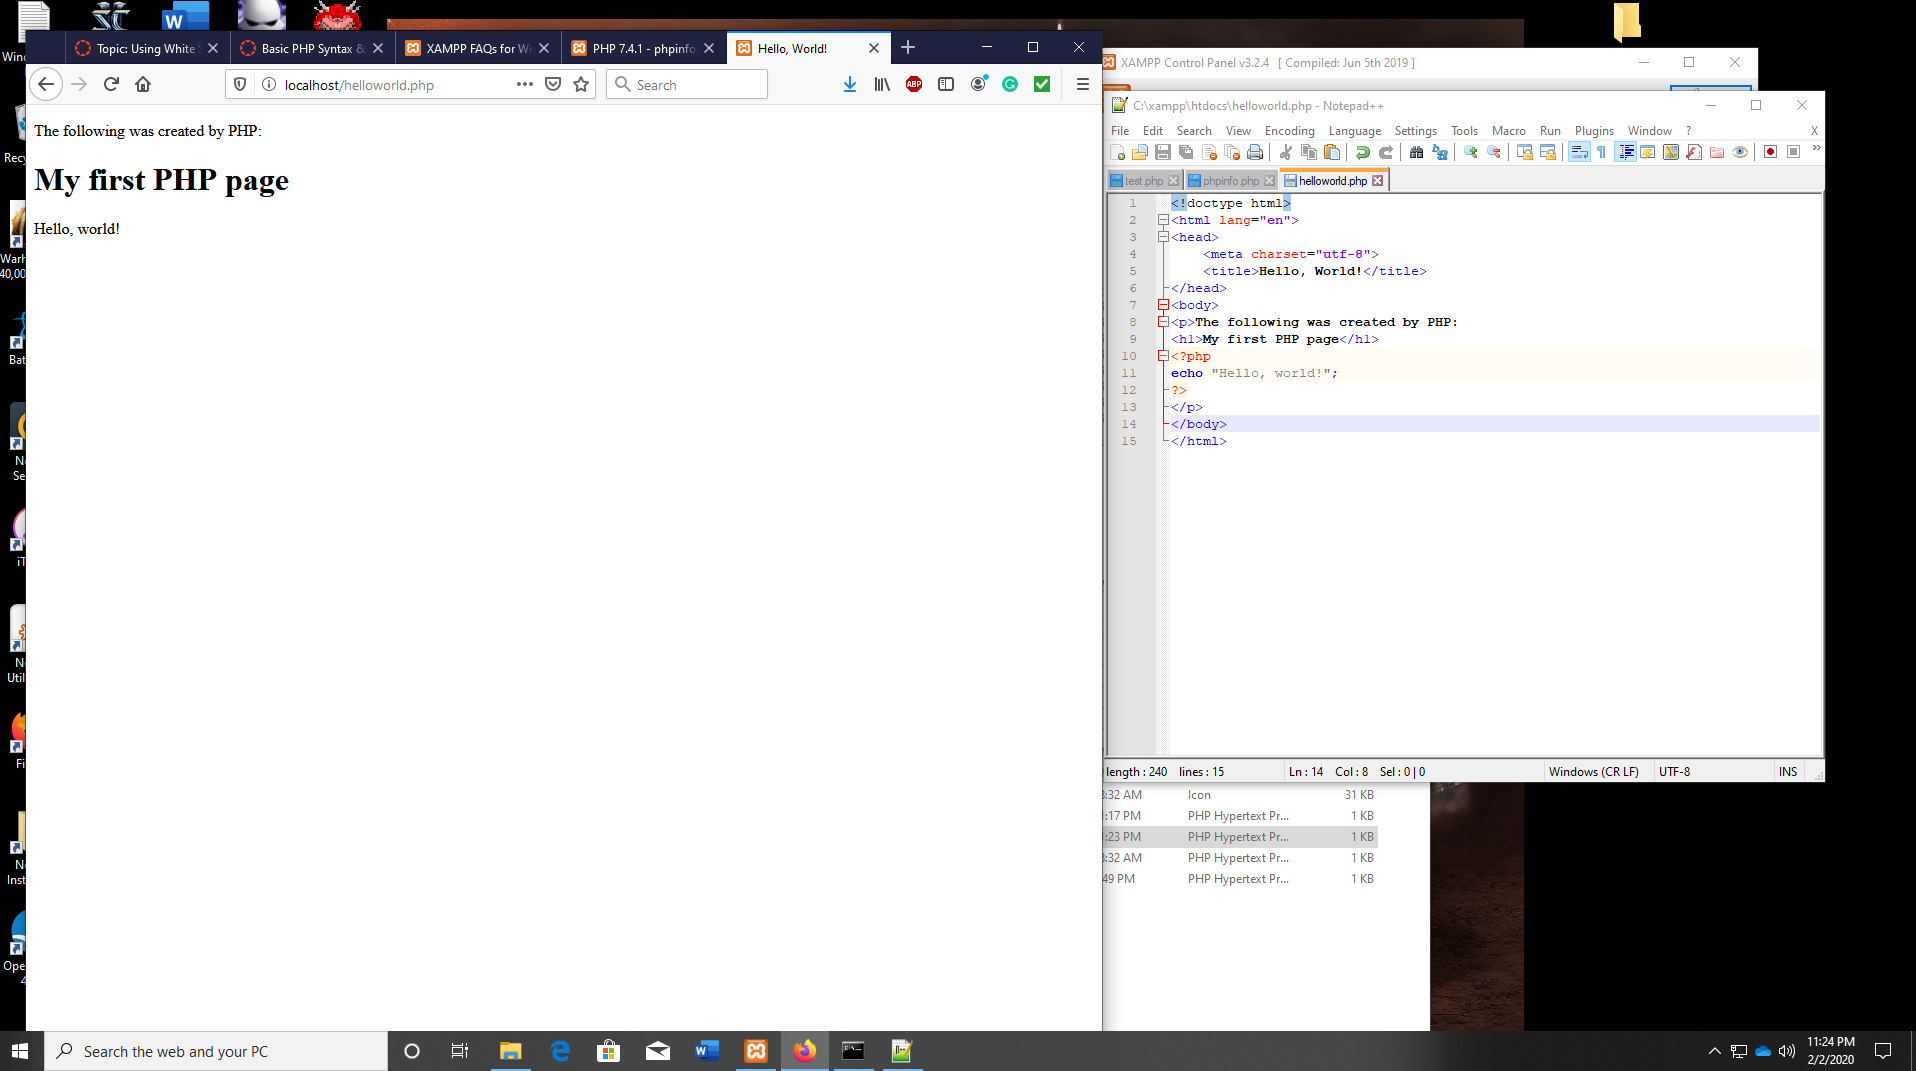 Topic: Using White S
Basic PHP Syntax &
XAMPP FAQs for Wi
PHP 7.4.1 - phpinfo
Hello, World!
localhost/helloworld.php
Search
ABP
The following was created by PHP:
My first PHP page
Hello, world!
XAMPP Control Panel v3.2.4 [ Compiled: Jun 5th 2019 ]
C:\xampp\htdocs\helloworld.php - Notepad++
File Edit Search View Encoding Language Settings Tools Macro Run Plugins Window ? X
test.php phpinfo.php helloworld.php
1 <!doctype html>
2 <html lang="en">
3 <head>
4 <meta charset="utf-8">
5 <title>Hello, World!</title>
6 </head>
7 <body>
8 <p>The following was created by PHP:
9 <h1>My first PHP page</h1>
10 <?php
11 echo "Hello, world!";
12 ?>
13 </p>
14 </body>
15 </html>
length : 240 lines : 15 Ln : 14 Col : 8 Sel : 0 | 0 Windows (CR LF) UTF-8 INS
:32 AM Icon 31 KB
:17 PM PHP Hypertext Pr... 1 KB
:23 PM PHP Hypertext Pr... 1 KB
:32 AM PHP Hypertext Pr... 1 KB
49 PM PHP Hypertext Pr... 1 KB
Winc
Recy
Warh
40,00
Bat
N
Se
iT
N
Util
Fi
N
Inst
Ope
4
Search the web and your PC
11:24 PM
2/2/2020